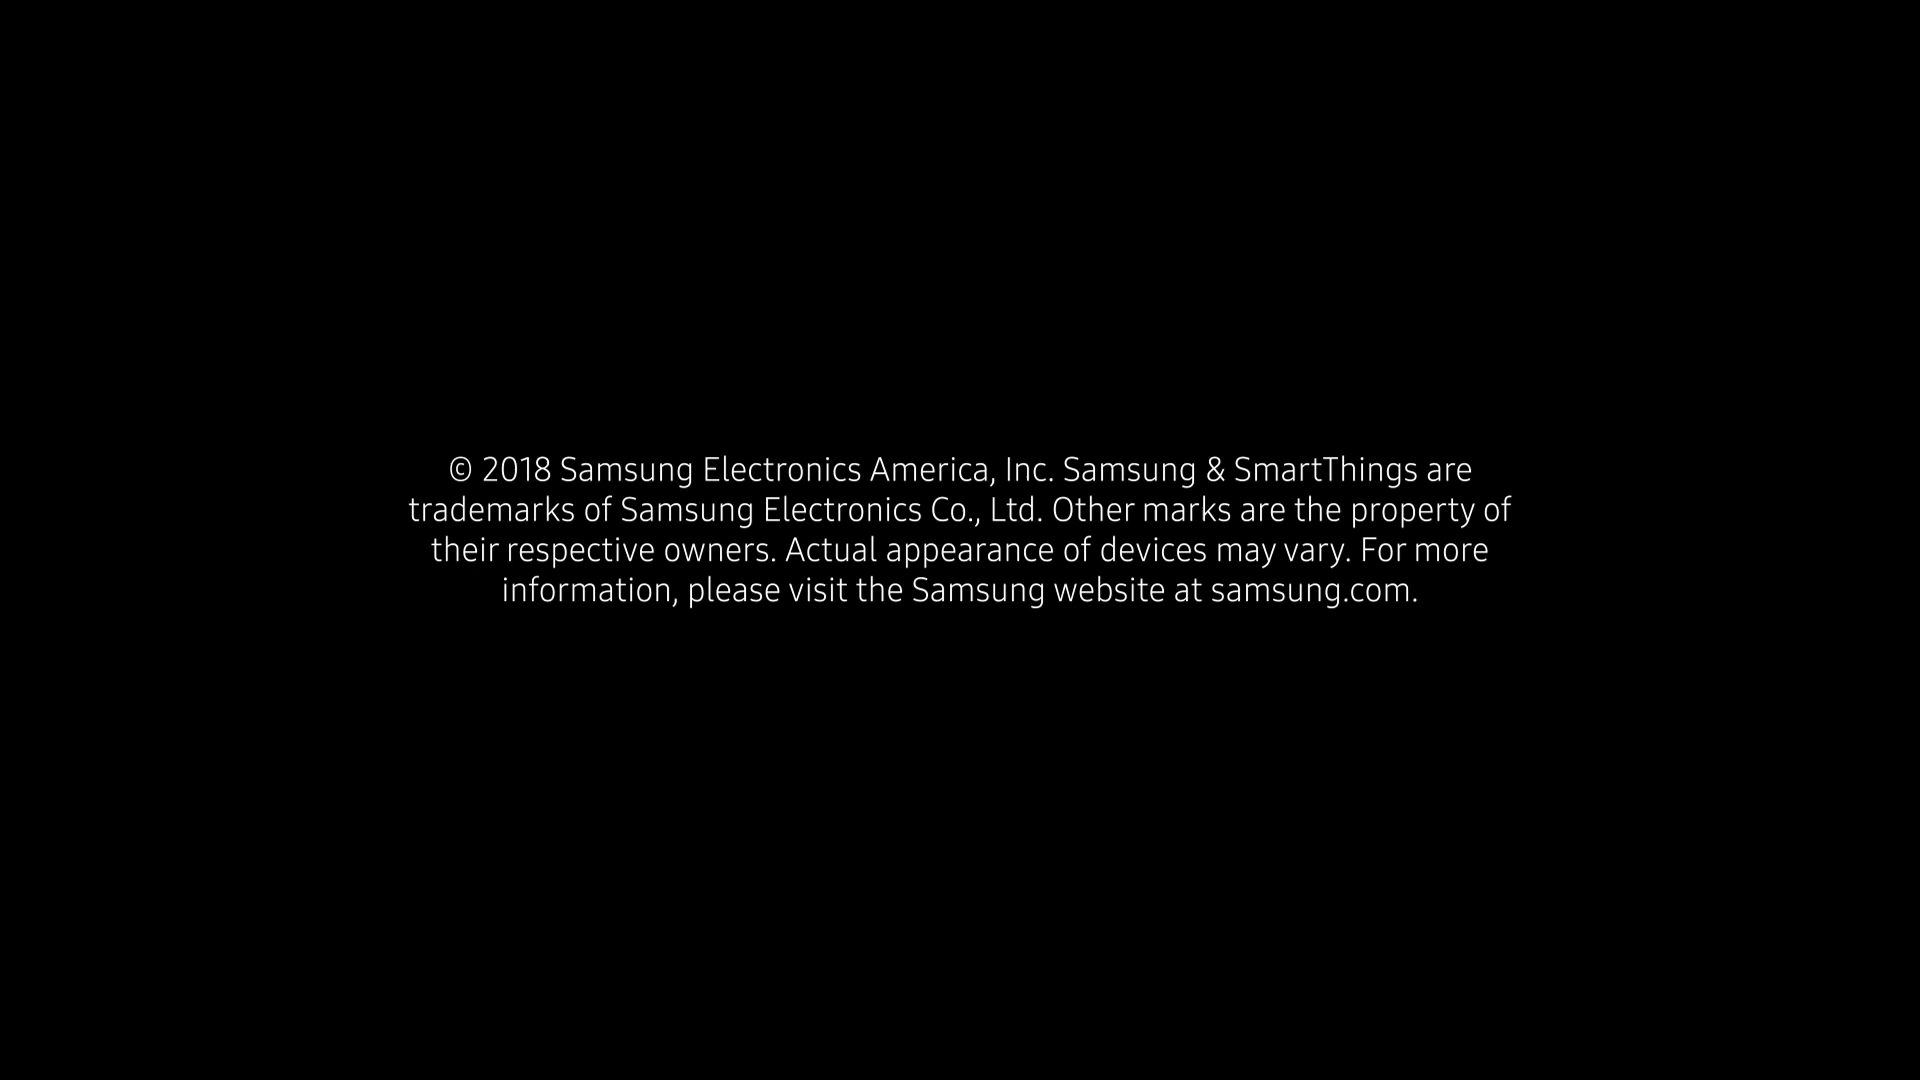 © 2018 Samsung Electronics America, Inc. Samsung & SmartThings are
trademarks of Samsung Electronics Co., Ltd. Other marks are the property of
their respective owners. Actual appearance of devices may vary. For more
information, please visit the Samsung website at samsung.com.